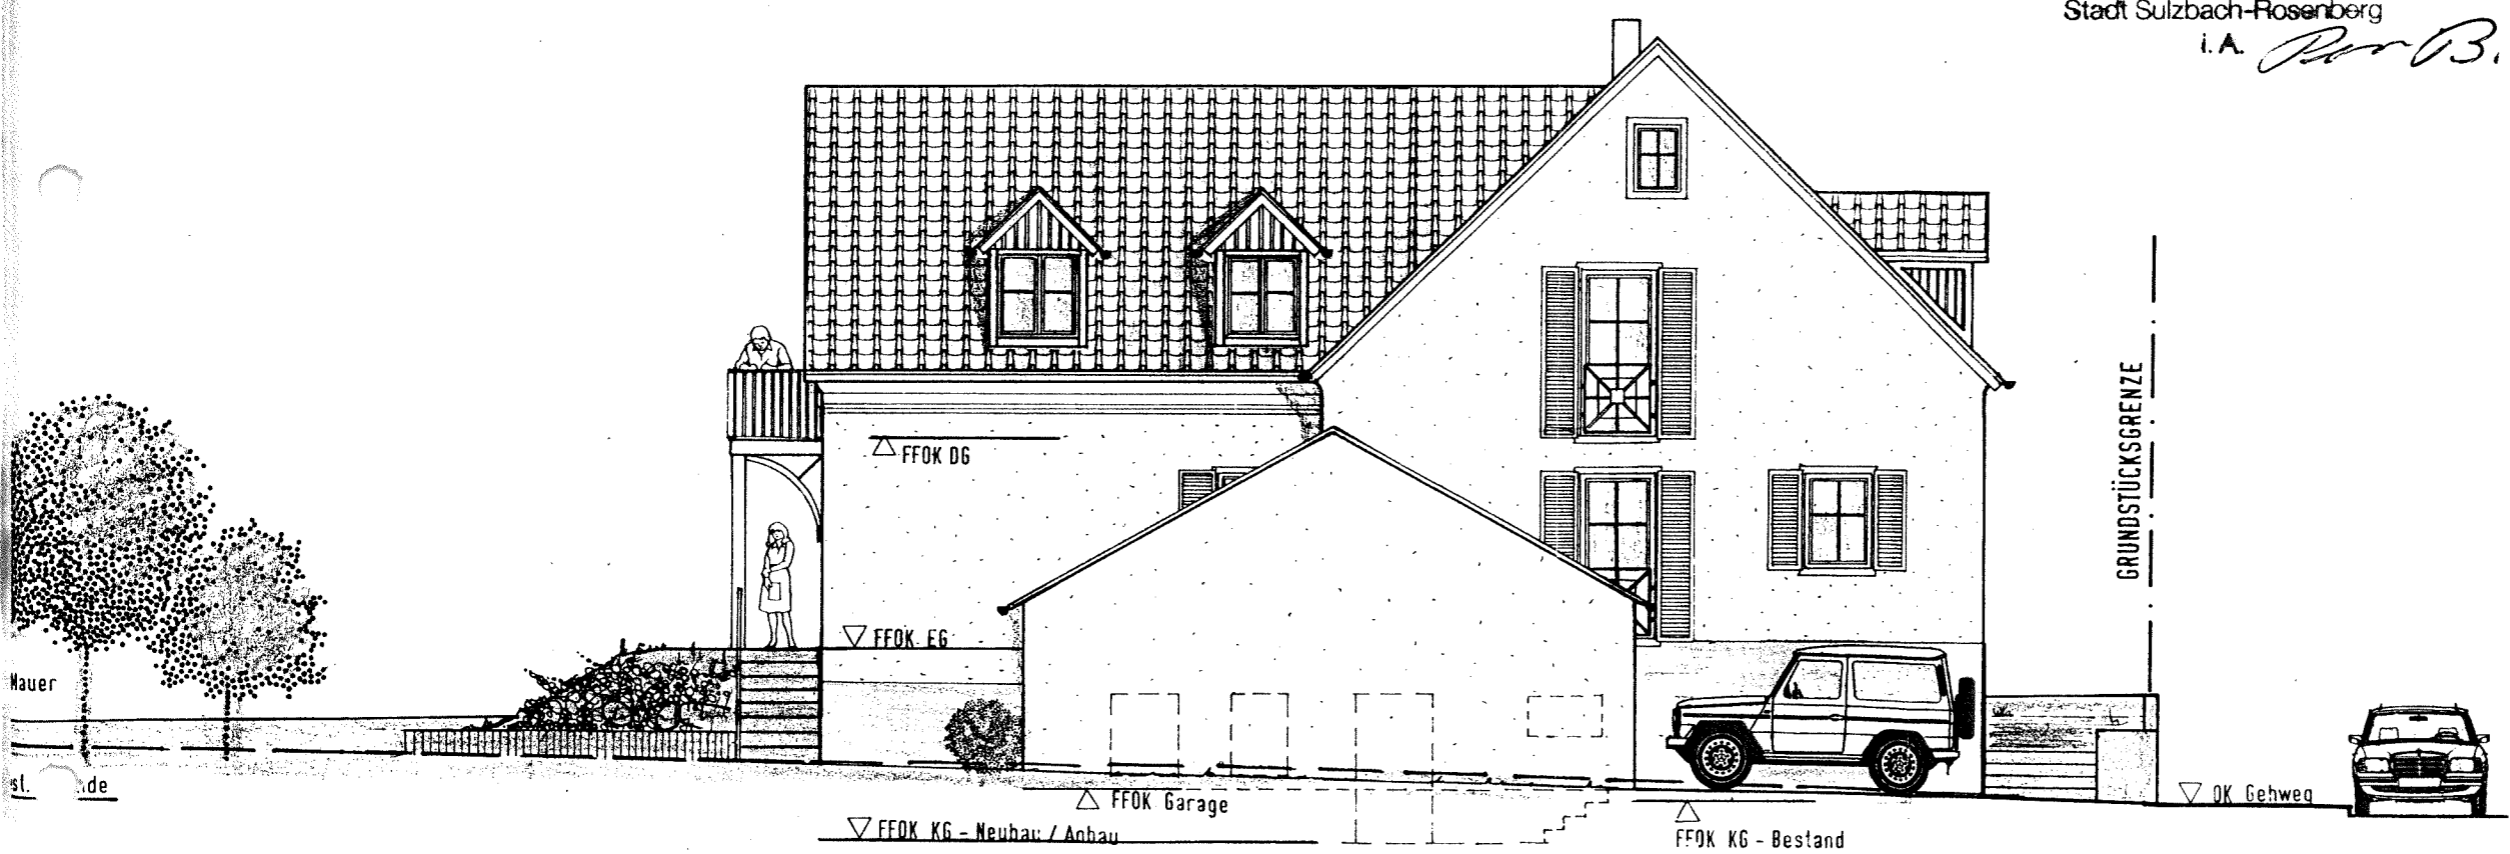 Stadt Sulzbach-Rosenberg
i. A.
GRUNDSTÜCKSGRENZE
FFOK DG
FFOK EG
Mauer
FFOK Garage
OK Gehweg
FFOK KG - Neubau / Anbau
FFOK KG - Bestand